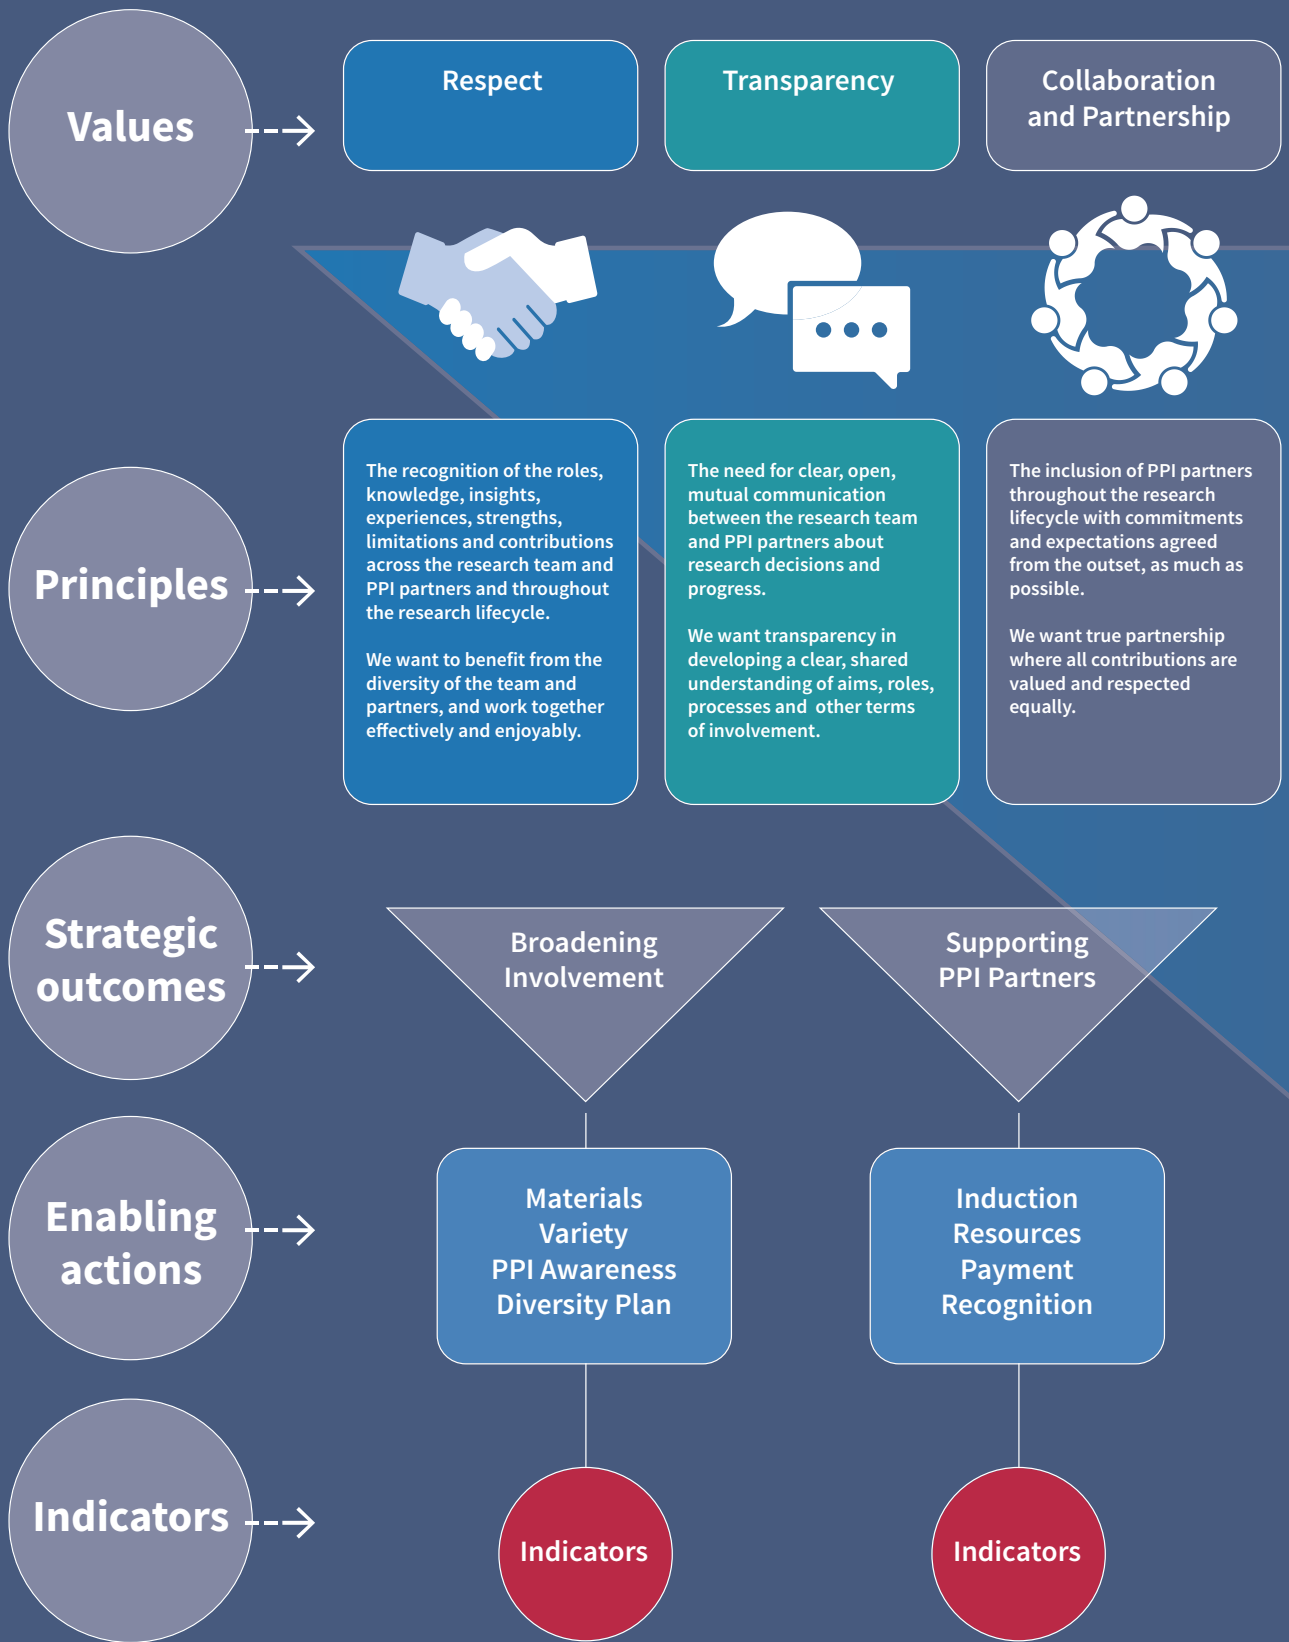 Values
Respect
Transparency
Collaboration
and Partnership
Principles
The recognition of the roles,
knowledge, insights,
experiences, strengths,
limitations and contributions
across the research team and
PPI partners and throughout
the research lifecycle.
We want to benefit from the
diversity of the team and
partners, and work together
effectively and enjoyably.
The need for clear, open,
mutual communication
between the research team
and PPI partners about
research decisions and
progress.
We want transparency in
developing a clear, shared
understanding of aims, roles,
processes and other terms
of involvement.
The inclusion of PPI partners
throughout the research
lifecycle with commitments
and expectations agreed
from the outset, as much as
possible.
We want true partnership
where all contributions are
valued and respected
equally.
Strategic
outcomes
Broadening
Involvement
Supporting
PPI Partners
Enabling
actions
Materials
Variety
PPI Awareness
Diversity Plan
Induction
Resources
Payment
Recognition
Indicators
Indicators
Indicators